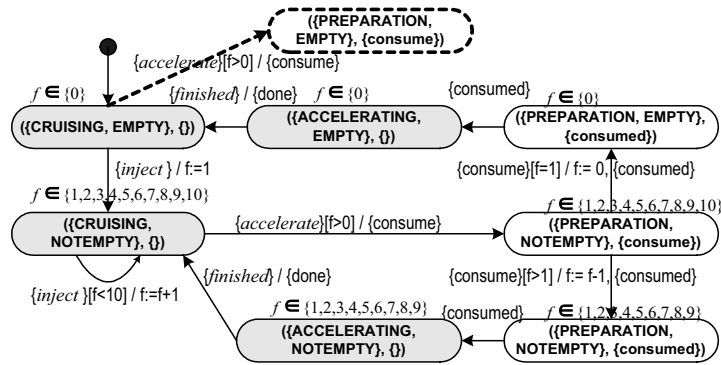 ({PREPARATION,
EMPTY}, {consume})
{accelerate}[f>0] / {consume}
f ∈ {0}
{finished} / {done}
f ∈ {0}
{consumed}
f ∈ {0}
({CRUISING, EMPTY}, {})
({ACCELERATING,
EMPTY}, {})
({PREPARATION, EMPTY},
{consumed})
{inject } / f:=1
{consume}[f=1] / f:= 0, {consumed}
f ∈ {1,2,3,4,5,6,7,8,9,10}
f ∈ {1,2,3,4,5,6,7,8,9,10}
({CRUISING,
NOTEMPTY}, {})
{accelerate}[f>0] / {consume}
({PREPARATION,
NOTEMPTY}, {consume})
{inject }[f<10] / f:=f+1
{finished} / {done}
{consume}[f>1] / f:= f-1, {consumed}
f ∈ {1,2,3,4,5,6,7,8,9}
{consumed}
f ∈ {1,2,3,4,5,6,7,8,9}
({ACCELERATING,
NOTEMPTY}, {})
({PREPARATION,
NOTEMPTY}, {consumed})